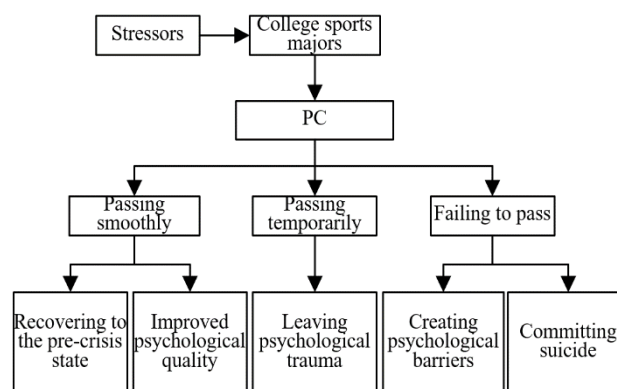 Stressors
College sports
majors
PC
Passing
smoothly
Passing
temporarily
Failing to pass
Recovering to
the pre-crisis
state
Improved
psychological
quality
Leaving
psychological
trauma
Creating
psychological
barriers
Committing
suicide